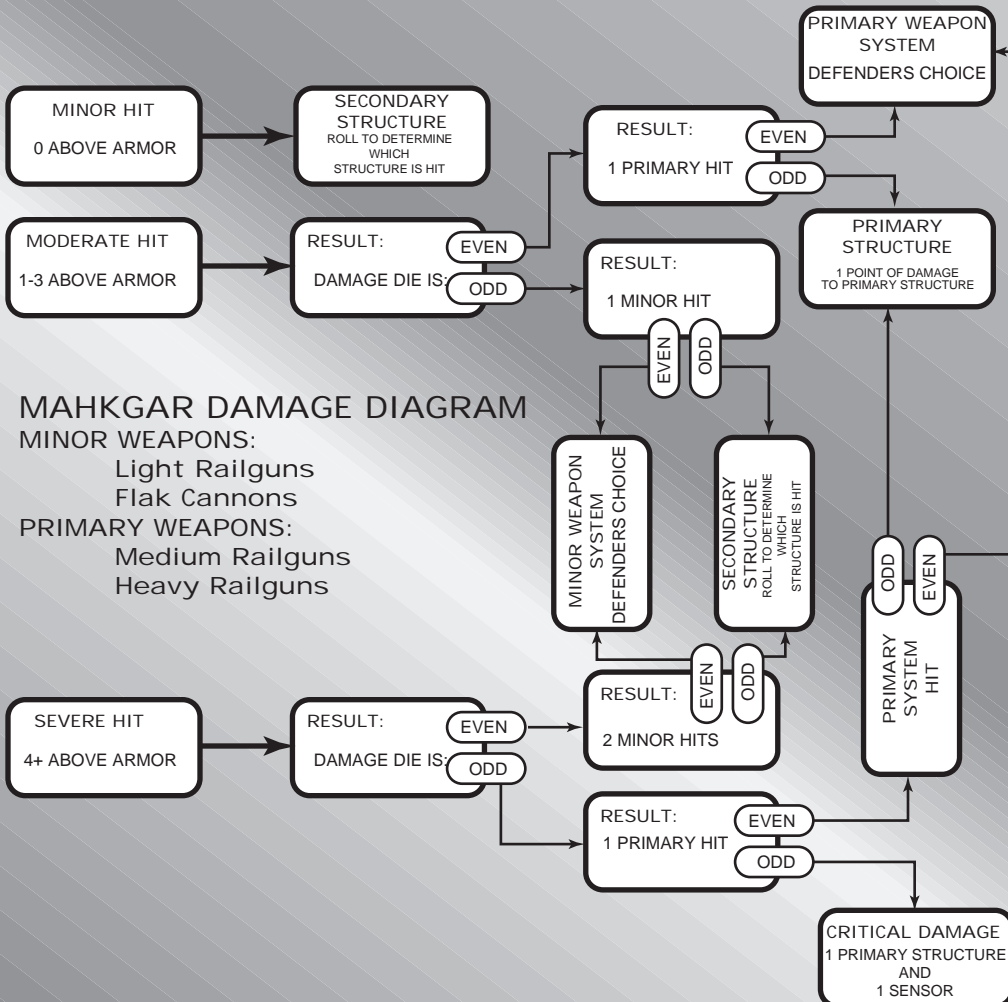 PRIMARY WEAPON
SYSTEM
DEFENDERS CHOICE
MINOR HIT
0 ABOVE ARMOR
SECONDARY
STRUCTURE
ROLL TO DETERMINE
WHICH
STRUCTURE IS HIT
RESULT:
1 PRIMARY HIT
EVEN
ODD
MODERATE HIT
1-3 ABOVE ARMOR
RESULT:
DAMAGE DIE IS:
EVEN
ODD
RESULT:
1 MINOR HIT
EVEN
ODD
PRIMARY
STRUCTURE
1 POINT OF DAMAGE
TO PRIMARY STRUCTURE
MAHKGAR DAMAGE DIAGRAM
MINOR WEAPONS:
Light Railguns
Flak Cannons
PRIMARY WEAPONS:
Medium Railguns
Heavy Railguns
MINOR WEAPON
SYSTEM
DEFENDERS CHOICE
SECONDARY
STRUCTURE
ROLL TO DETERMINE
WHICH
STRUCTURE IS HIT
ODD
EVEN
PRIMARY
SYSTEM
HIT
SEVERE HIT
4+ ABOVE ARMOR
RESULT:
DAMAGE DIE IS:
EVEN
ODD
RESULT:
2 MINOR HITS
EVEN
ODD
RESULT:
1 PRIMARY HIT
EVEN
ODD
CRITICAL DAMAGE
1 PRIMARY STRUCTURE
AND
1 SENSOR